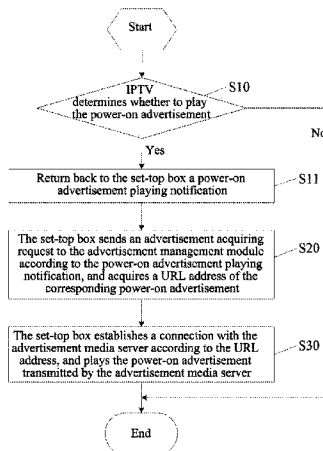 Start
IPTV
determines whether to play
the power-on advertisement
S10
No
Yes
Return back to the set-top box a power-on
advertisement playing notification
S11
The set-top box sends an advertisement acquiring
request to the advertisement management module
according to the power-on advertisement playing
notification, and acquires a URL address of the
corresponding power-on advertisement
S20
The set-top box establishes a connection with the
advertisement media server according to the URL
address, and plays the power-on advertisement
transmitted by the advertisement media server
S30
End